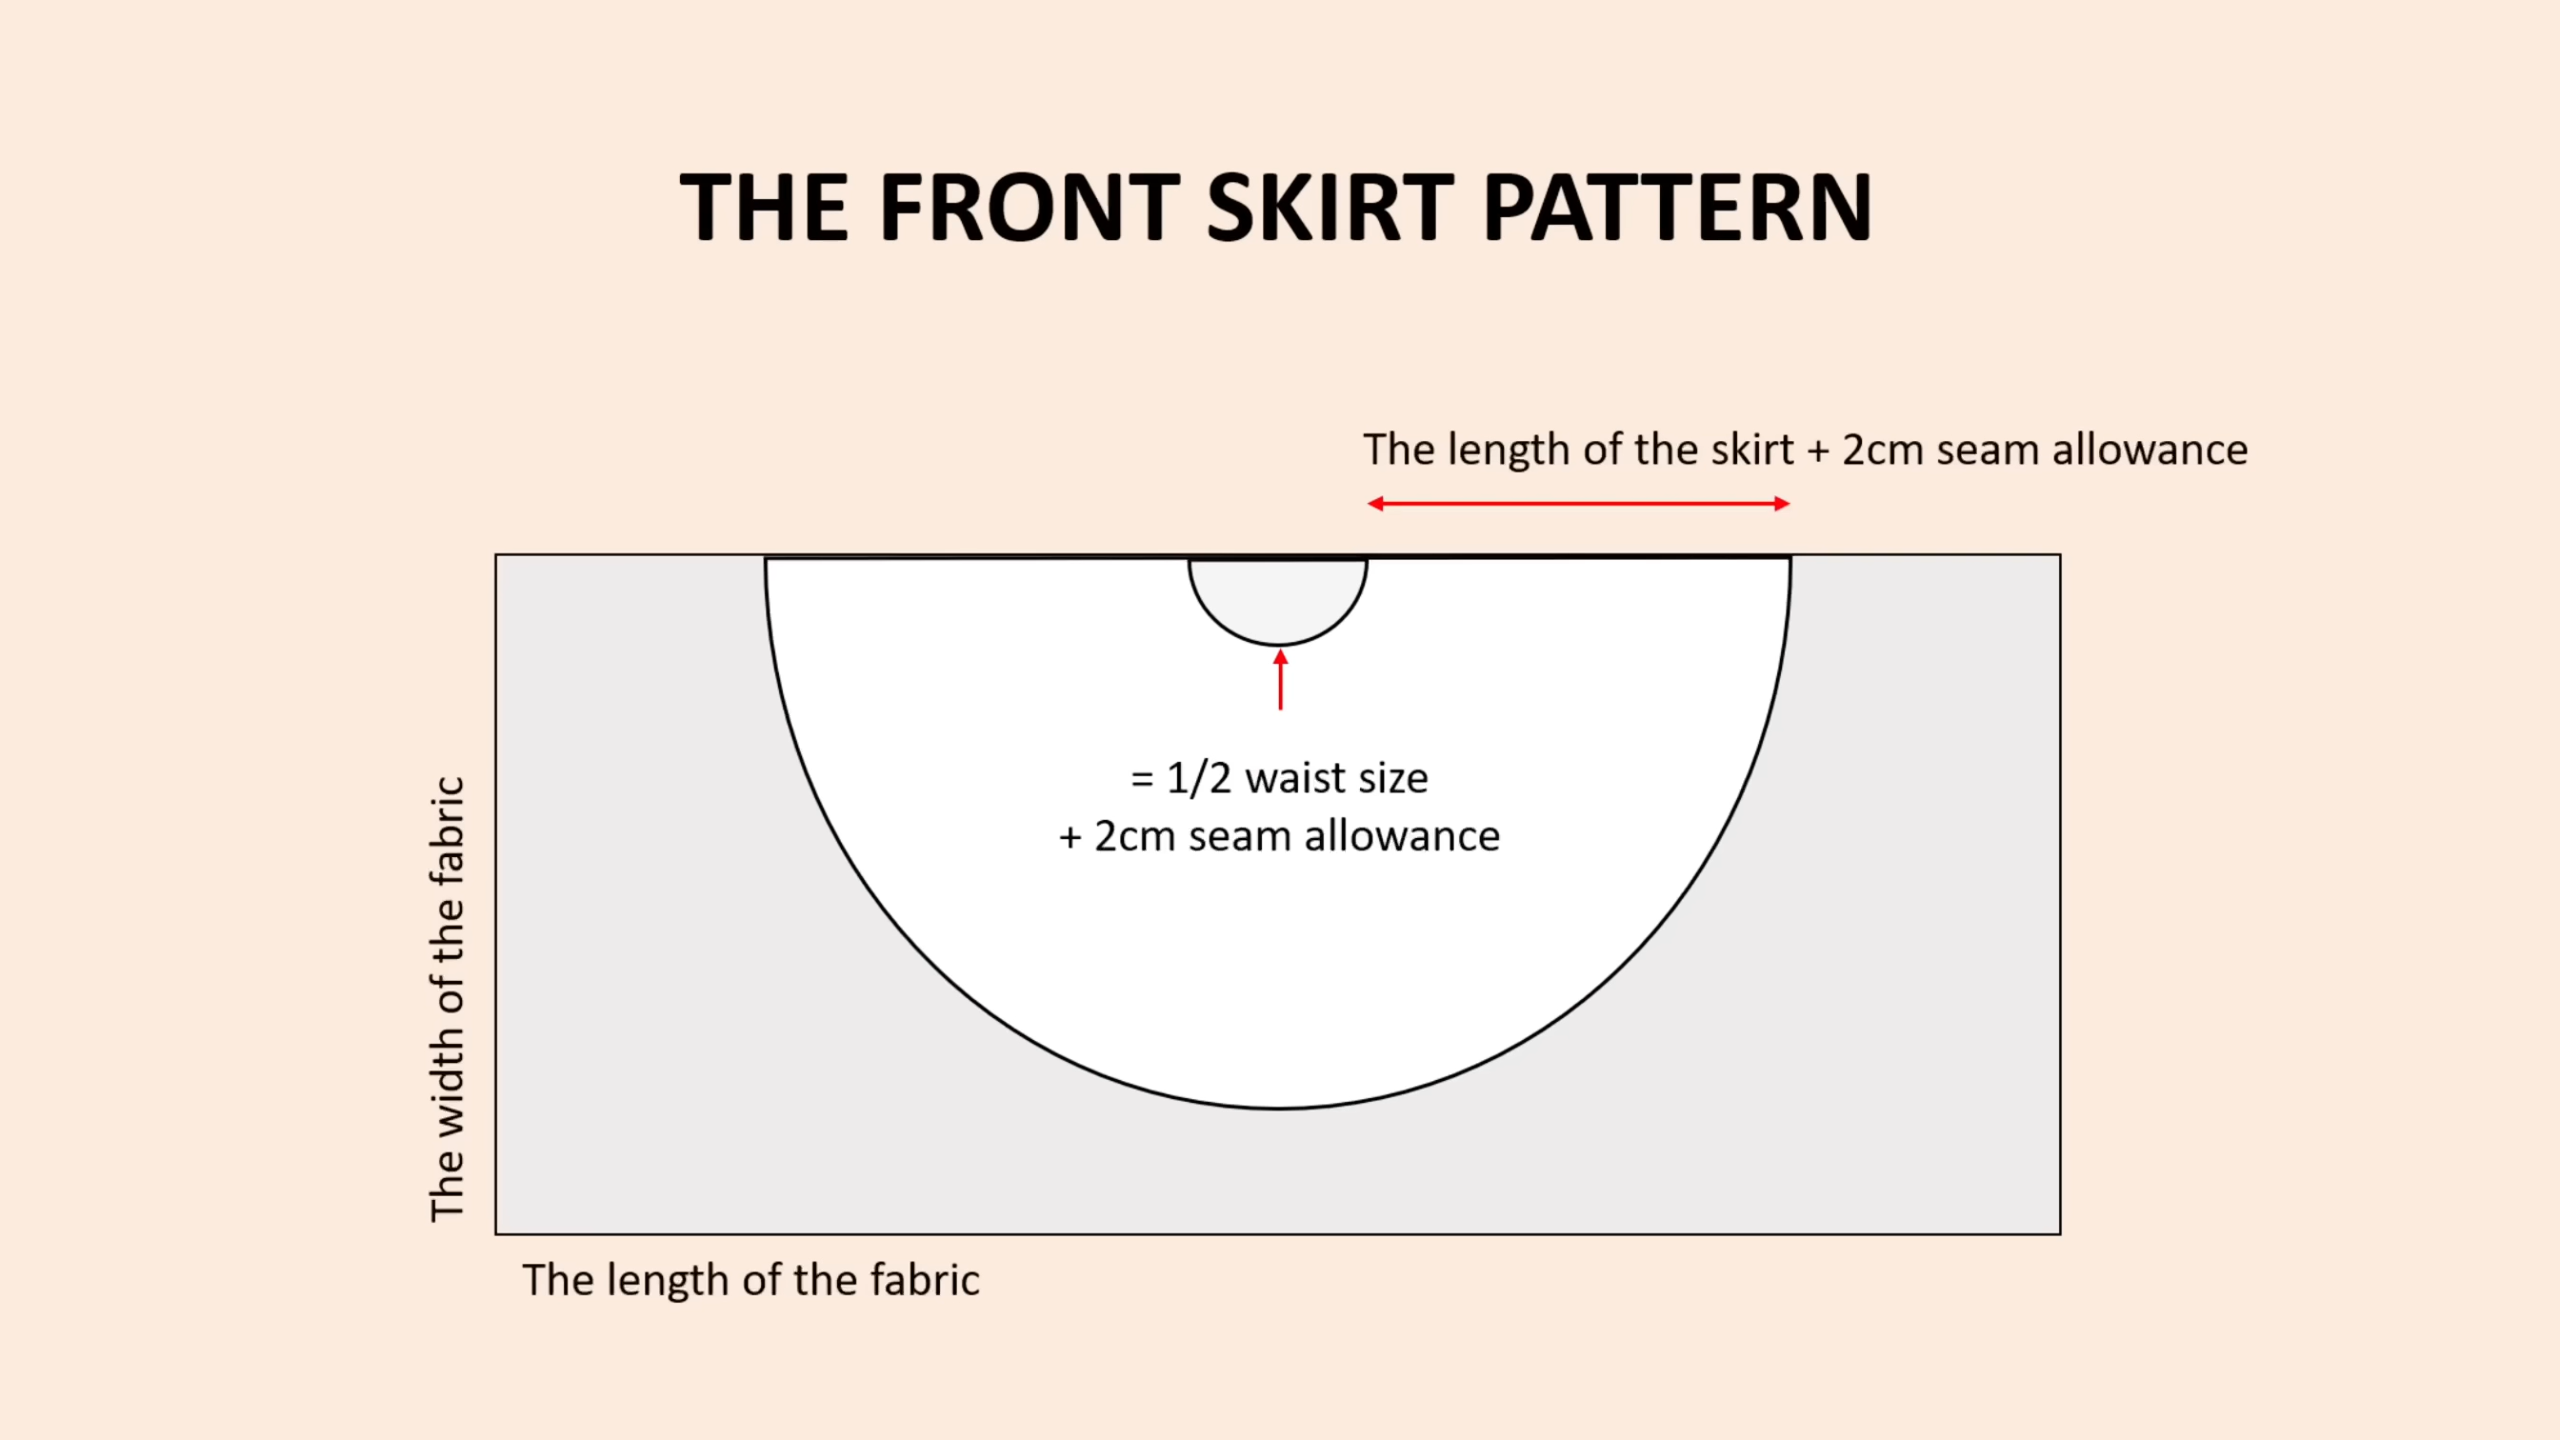 THE FRONT SKIRT PATTERN
The length of the skirt + 2cm seam allowance
= 1/2 waist size
+ 2cm seam allowance
The width of the fabric
The length of the fabric